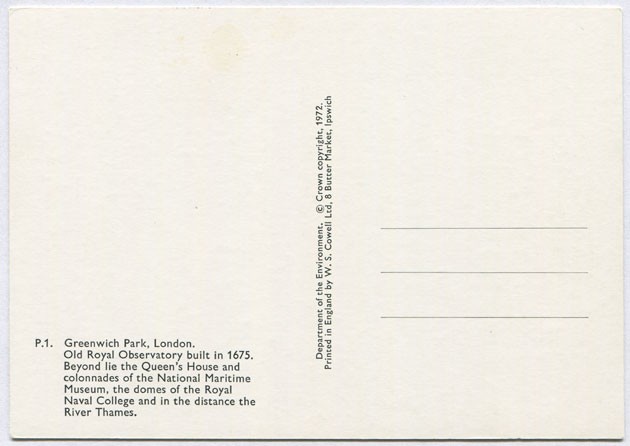 P.1. Greenwich Park, London.
Old Royal Observatory built in 1675.
Beyond lie the Queen's House and
colonnades of the National Maritime
Museum, the domes of the Royal
Naval College and in the distance the
River Thames.
Department of the Environment. © Crown copyright, 1972.
Printed in England by W. S. Cowell Ltd, 8 Butter Market, Ipswich